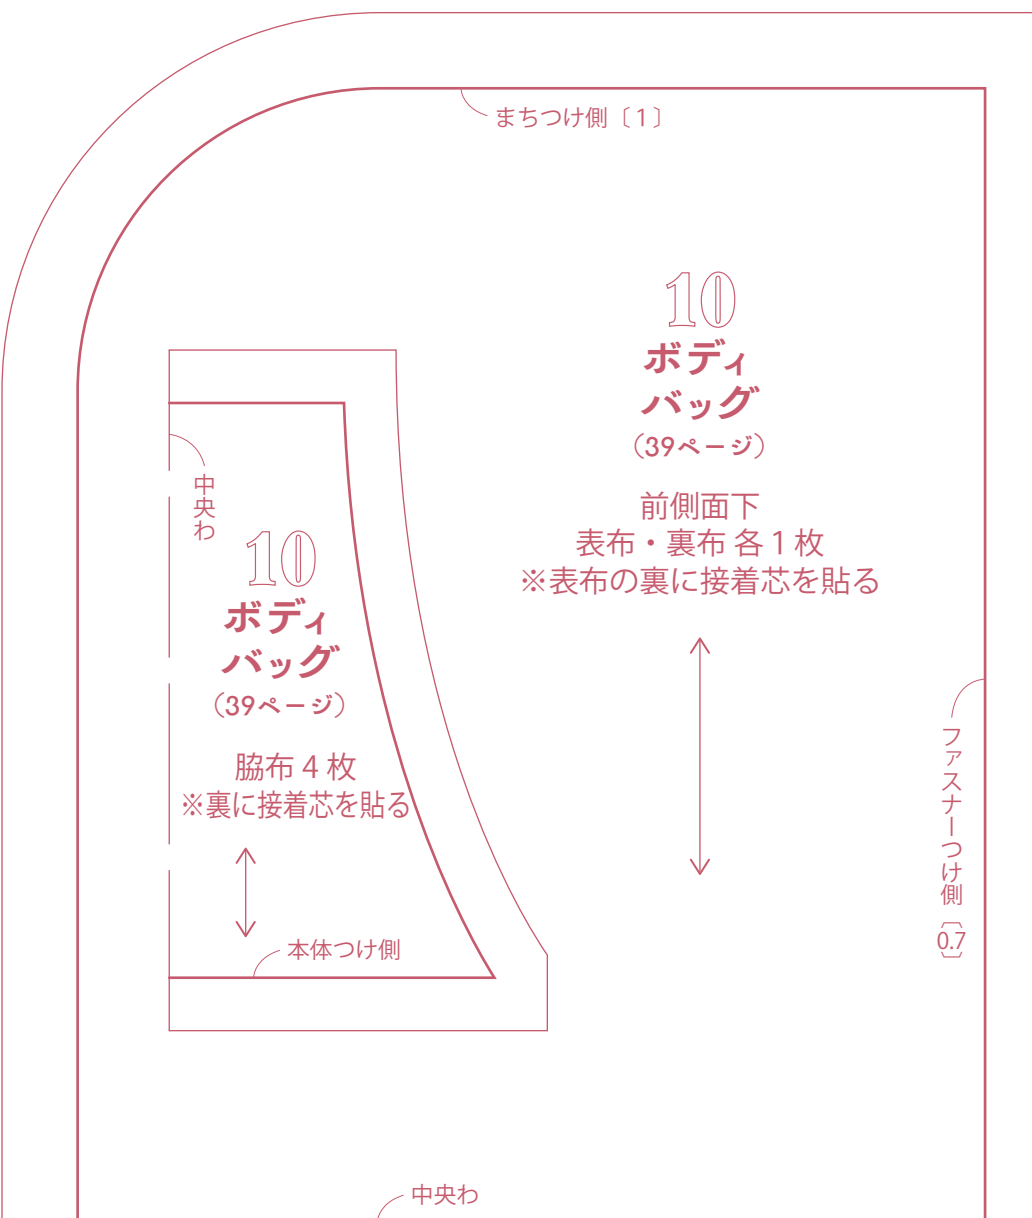 まちつけ側〔1〕
10
ボディ
バッグ
（39ページ）
前側面下
表布・裏布 各1枚
※表布の裏に接着芯を貼る
ファスナーつけ側〔0.7〕
中央わ
10
ボディ
バッグ
（39ページ）
脇布4枚
※裏に接着芯を貼る
本体つけ側
中央わ